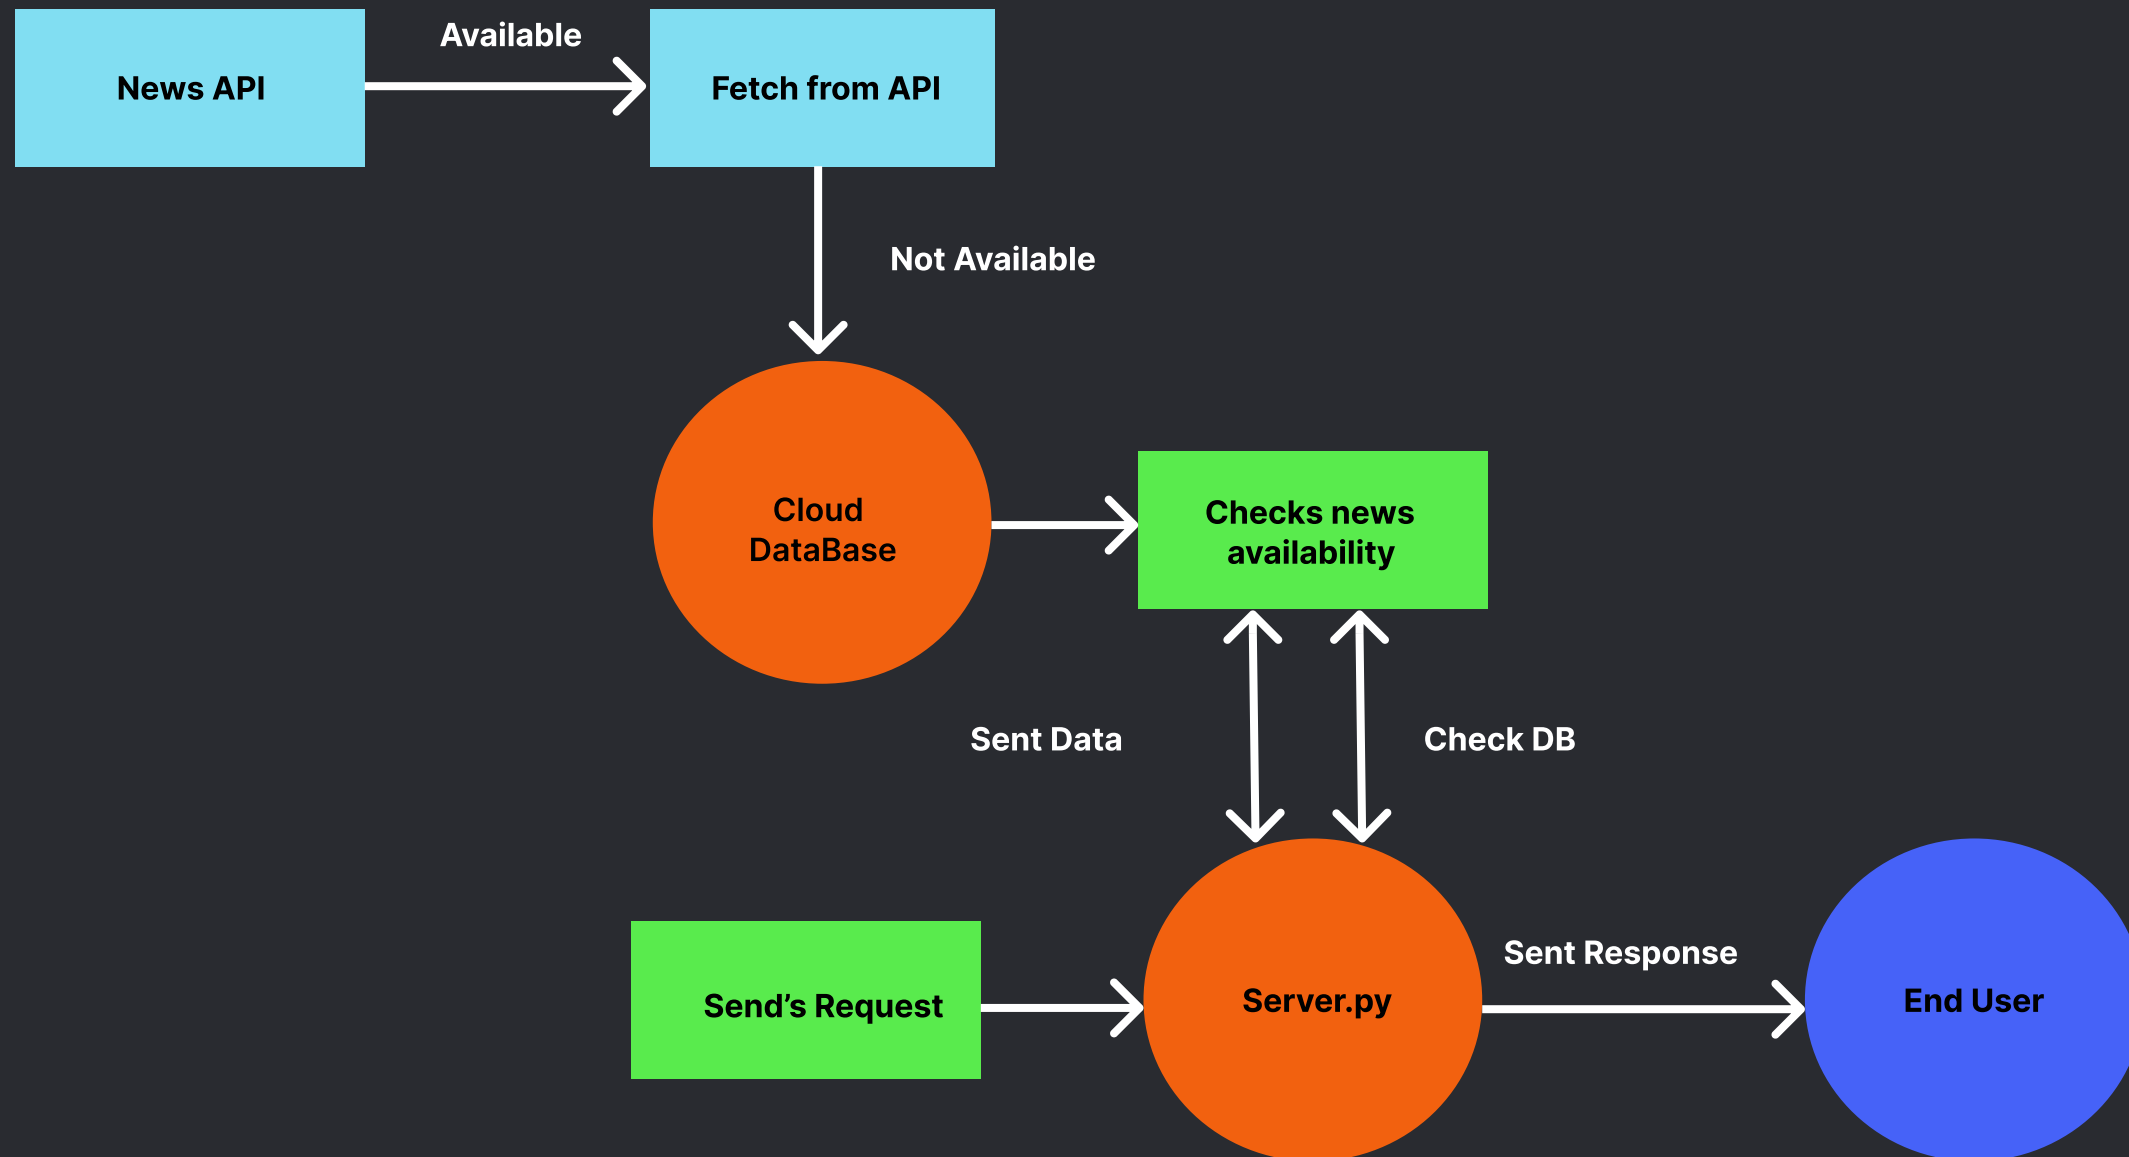 Available
News API
Fetch from API
Not Available
Cloud
DataBase
Checks news
availability
Sent Data
Check DB
Sent Response
Send’s Request
Server.py
End User